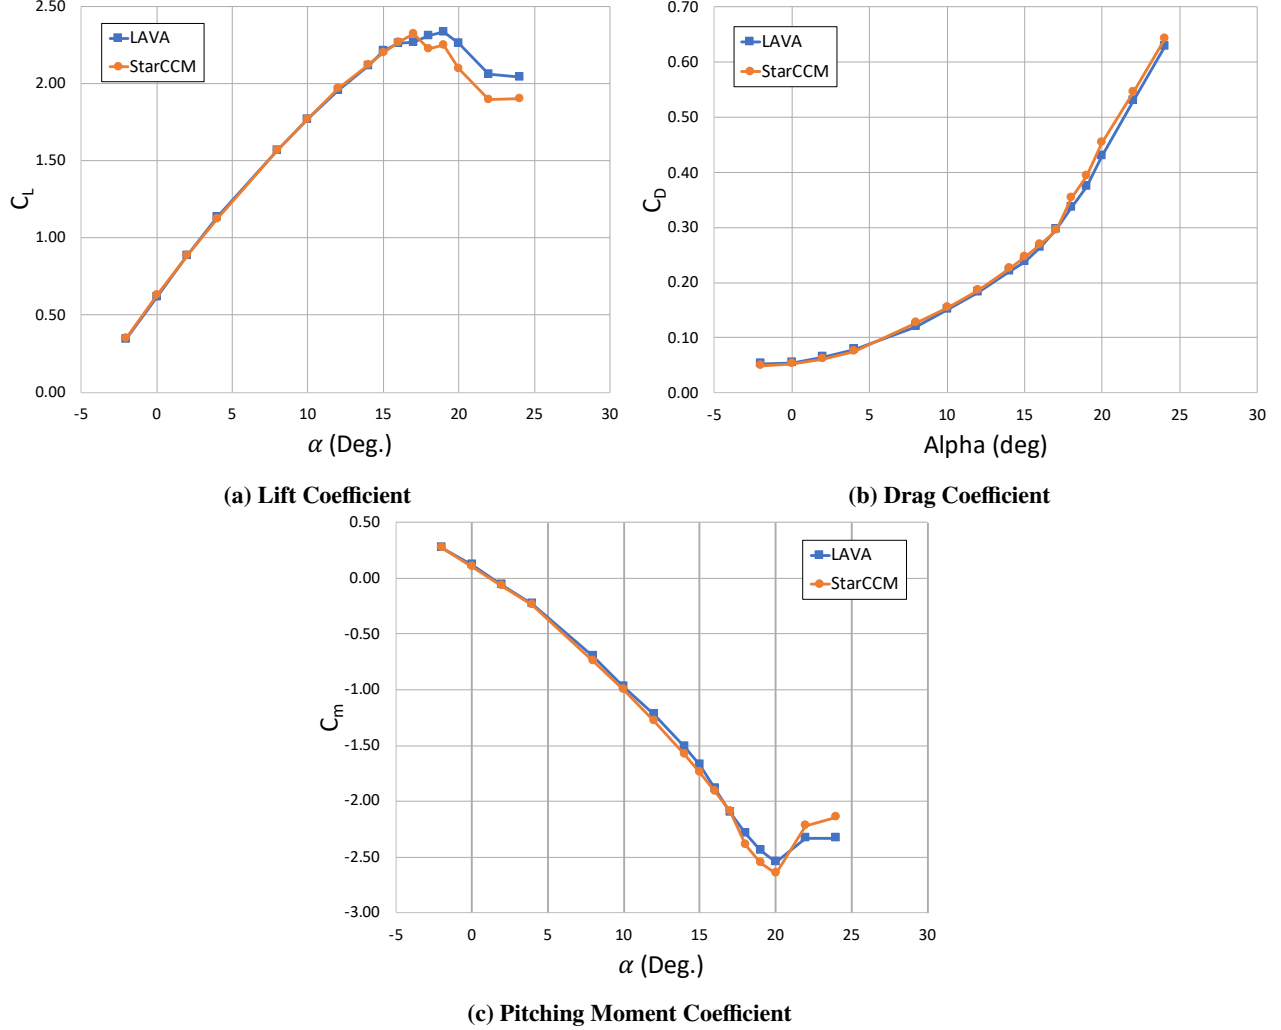 2.50
2.00
1.50
1.00
0.50
0.00
C_L
LAVA
StarCCM
-5 0 5 10 15 20 25 30
α (Deg.)
(a) Lift Coefficient
0.70
0.60
0.50
0.40
0.30
0.20
0.10
0.00
C_D
LAVA
StarCCM
-5 0 5 10 15 20 25 30
Alpha (deg)
(b) Drag Coefficient
0.50
0.00
-0.50
-1.00
-1.50
-2.00
-2.50
-3.00
C_m
LAVA
StarCCM
-5 0 5 10 15 20 25 30
α (Deg.)
(c) Pitching Moment Coefficient